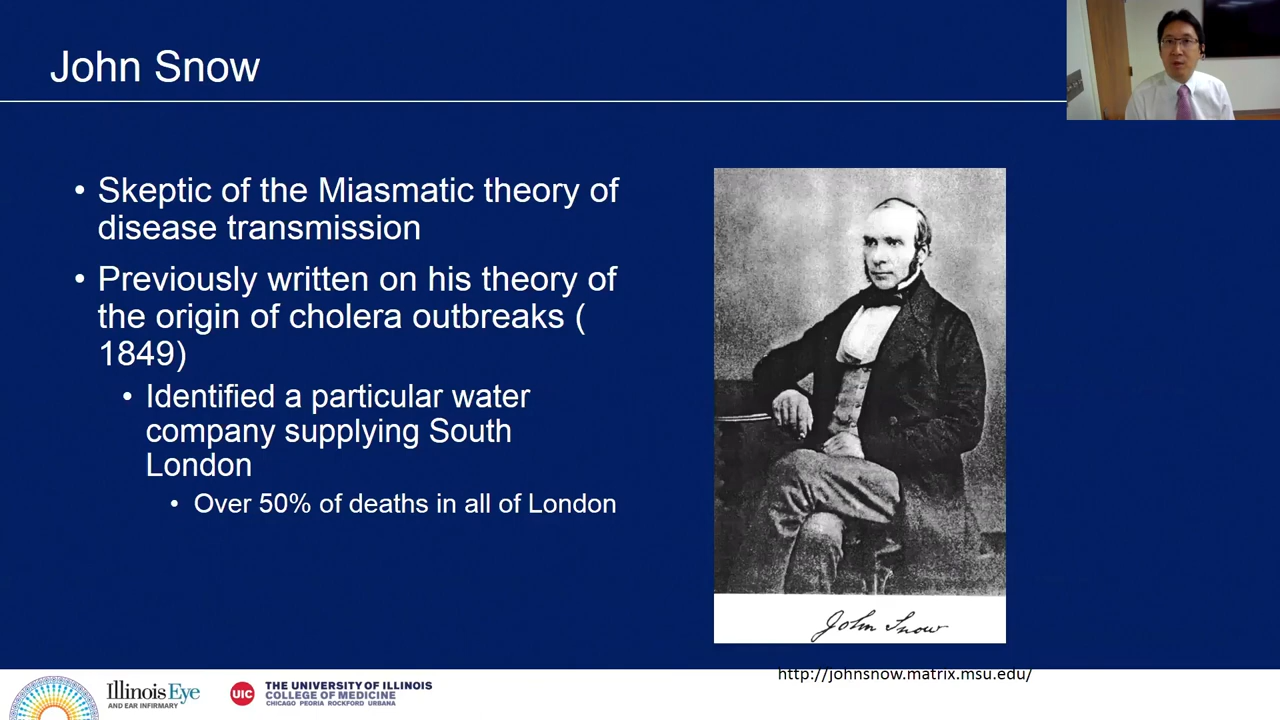 John Snow
• Skeptic of the Miasmatic theory of
disease transmission
• Previously written on his theory of
the origin of cholera outbreaks (
1849)
• Identified a particular water
company supplying South
London
• Over 50% of deaths in all of London
John Snow
http://johnsnow.matrix.msu.edu/
Illinois Eye
AND EAR INFIRMARY
UIC
THE UNIVERSITY OF ILLINOIS
COLLEGE OF MEDICINE
CHICAGO PEORIA ROCKFORD URBANA